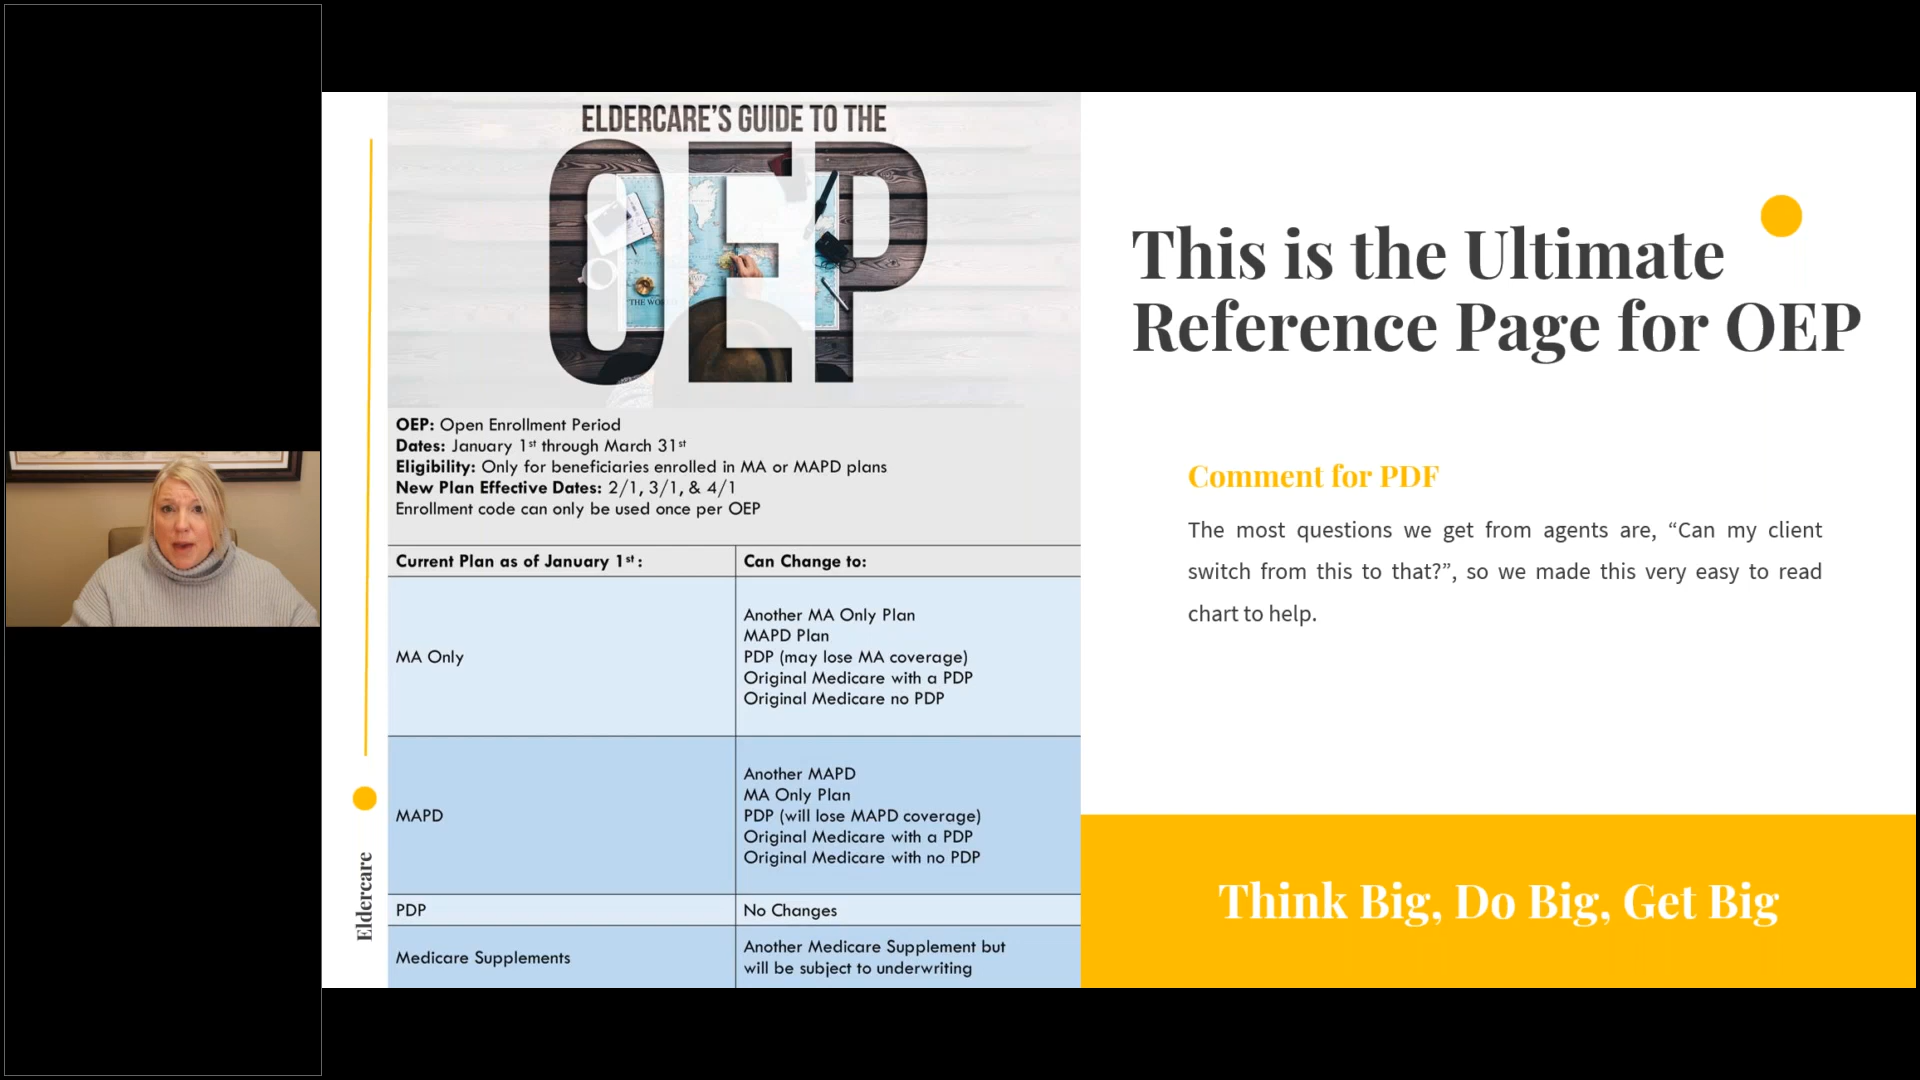 ELDERCARE'S GUIDE TO THE
OEP
OEP: Open Enrollment Period
Dates: January 1st through March 31st
Eligibility: Only for beneficiaries enrolled in MA or MAPD plans
New Plan Effective Dates: 2/1, 3/1, & 4/1
Enrollment code can only be used once per OEP
Current Plan as of January 1st:
Can Change to:
MA Only
Another MA Only Plan
MAPD Plan
PDP (may lose MA coverage)
Original Medicare with a PDP
Original Medicare no PDP
MAPD
Another MAPD
MA Only Plan
PDP (will lose MAPD coverage)
Original Medicare with a PDP
Original Medicare with no PDP
PDP
No Changes
Medicare Supplements
Another Medicare Supplement but
will be subject to underwriting
Eldercare
This is the Ultimate
Reference Page for OEP
Comment for PDF
The most questions we get from agents are, “Can my client
switch from this to that?”, so we made this very easy to read
chart to help.
Think Big, Do Big, Get Big